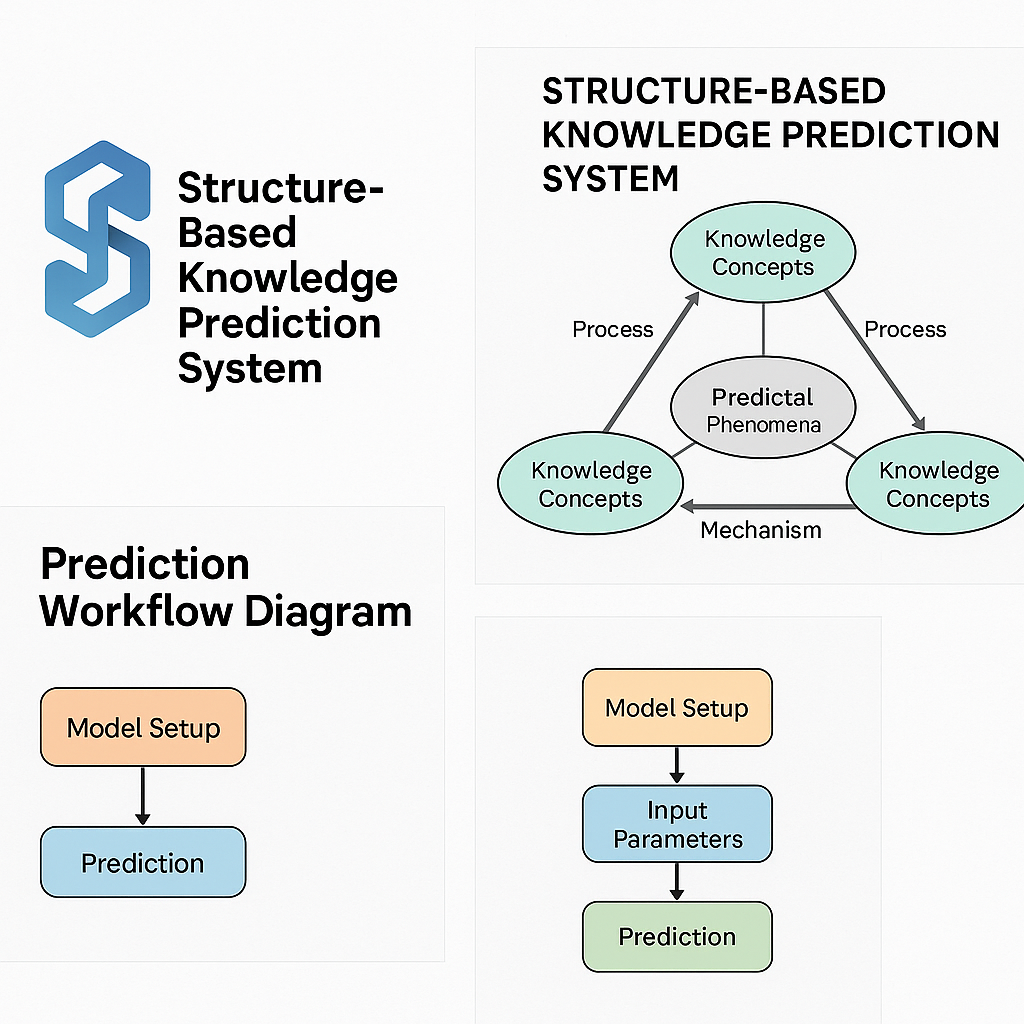 Structure-
Based
Knowledge
Prediction
System
STRUCTURE-BASED
KNOWLEDGE PREDICTION
SYSTEM
Knowledge
Concepts
Process
Process
Predictal
Phenomena
Knowledge
Concepts
Knowledge
Concepts
Mechanism
Prediction
Workflow Diagram
Model Setup
Prediction
Model Setup
Input
Parameters
Prediction